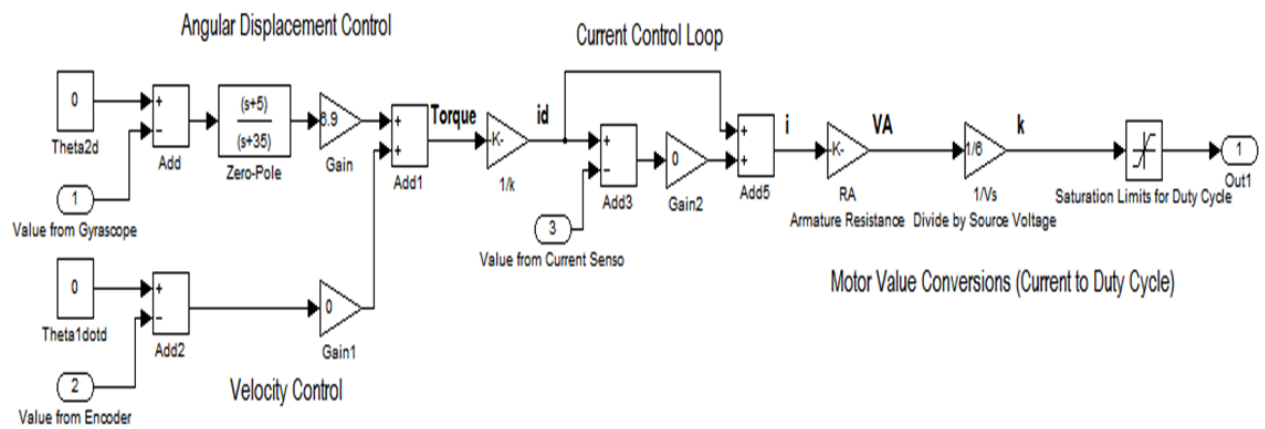 Angular Displacement Control
Current Control Loop
0
Theta2d
+
−
Add
(s+5)
(s+35)
Zero-Pole
8.9
Gain
+
+
Add1
Torque
-K-
1/k
id
+
−
Add3
0
Gain2
+
+
Add5
i
-K-
RA
Armature Resistance
VA
1/6
1/Vs
Divide by Source Voltage
k
Saturation Limits for Duty Cycle
1
Out1
1
Value from Gyrascope
3
Value from Current Senso
Motor Value Conversions (Current to Duty Cycle)
0
Theta1dotd
+
−
Add2
0
Gain1
2
Value from Encoder
Velocity Control